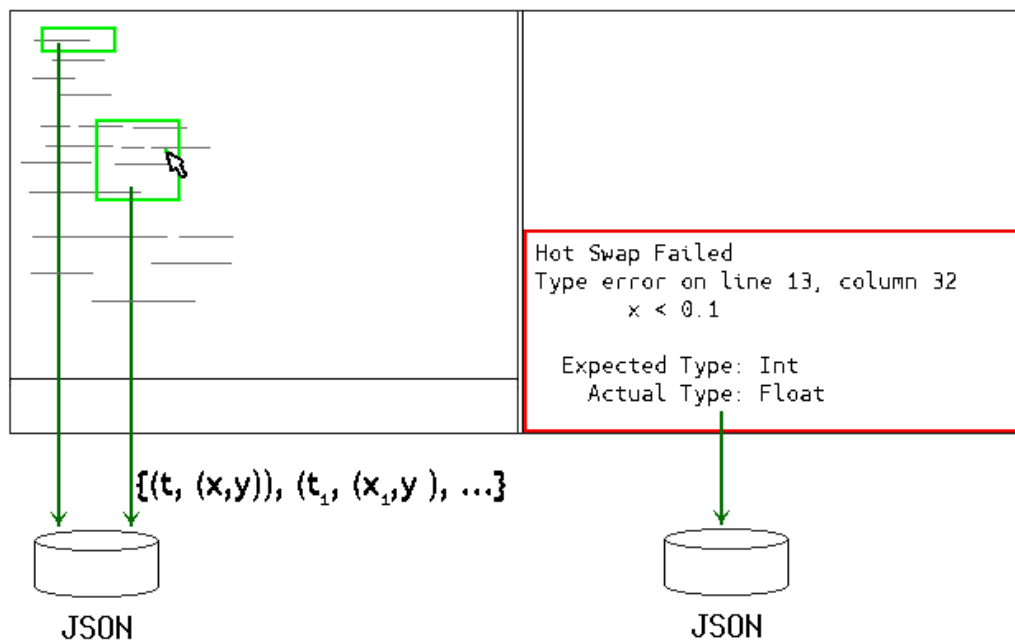 Hot Swap Failed
Type error on line 13, column 32
x < 0.1
Expected Type: Int
Actual Type: Float
{(t, (x,y)), (t₁, (x₁,y ), ...}
JSON
JSON